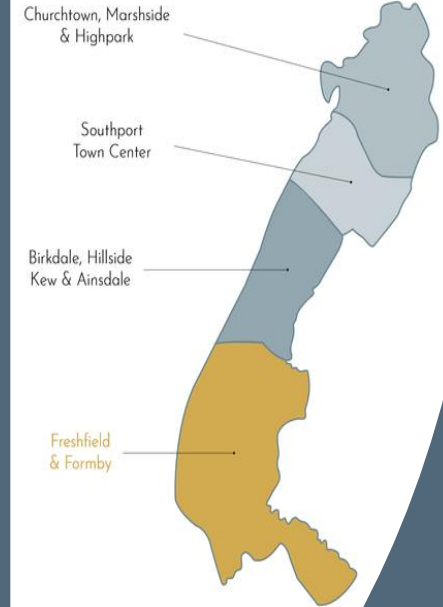 Churchtown, Marshside
& Highpark
Southport
Town Center
Birkdale, Hillside
Kew & Ainsdale
Freshfield
& Formby